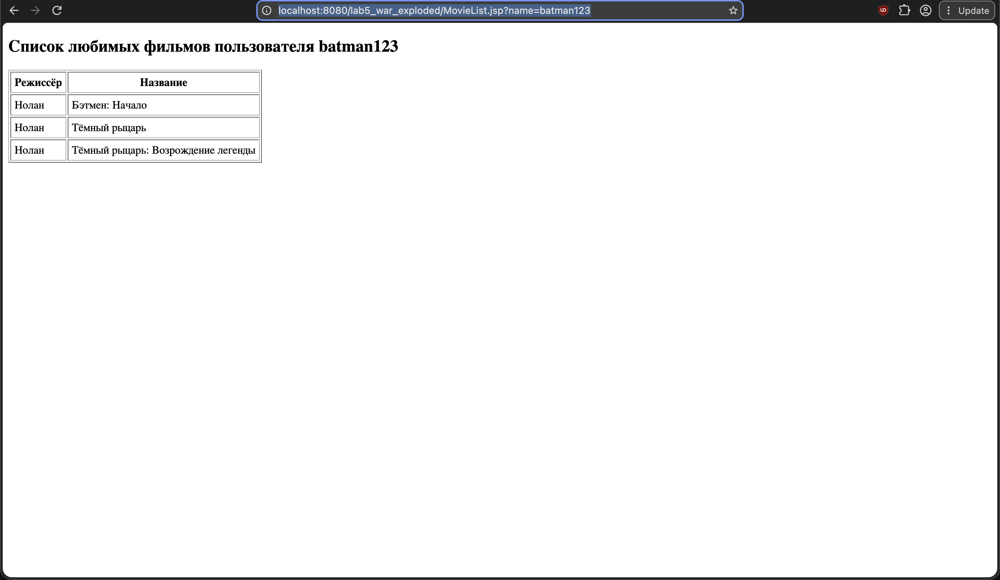 localhost:8080/lab5_war_exploded/MovieList.jsp?name=batman123
Update
Список любимых фильмов пользователя batman123
Режиссёр Название
Нолан Бэтмен: Начало
Нолан Тёмный рыцарь
Нолан Тёмный рыцарь: Возрождение легенды